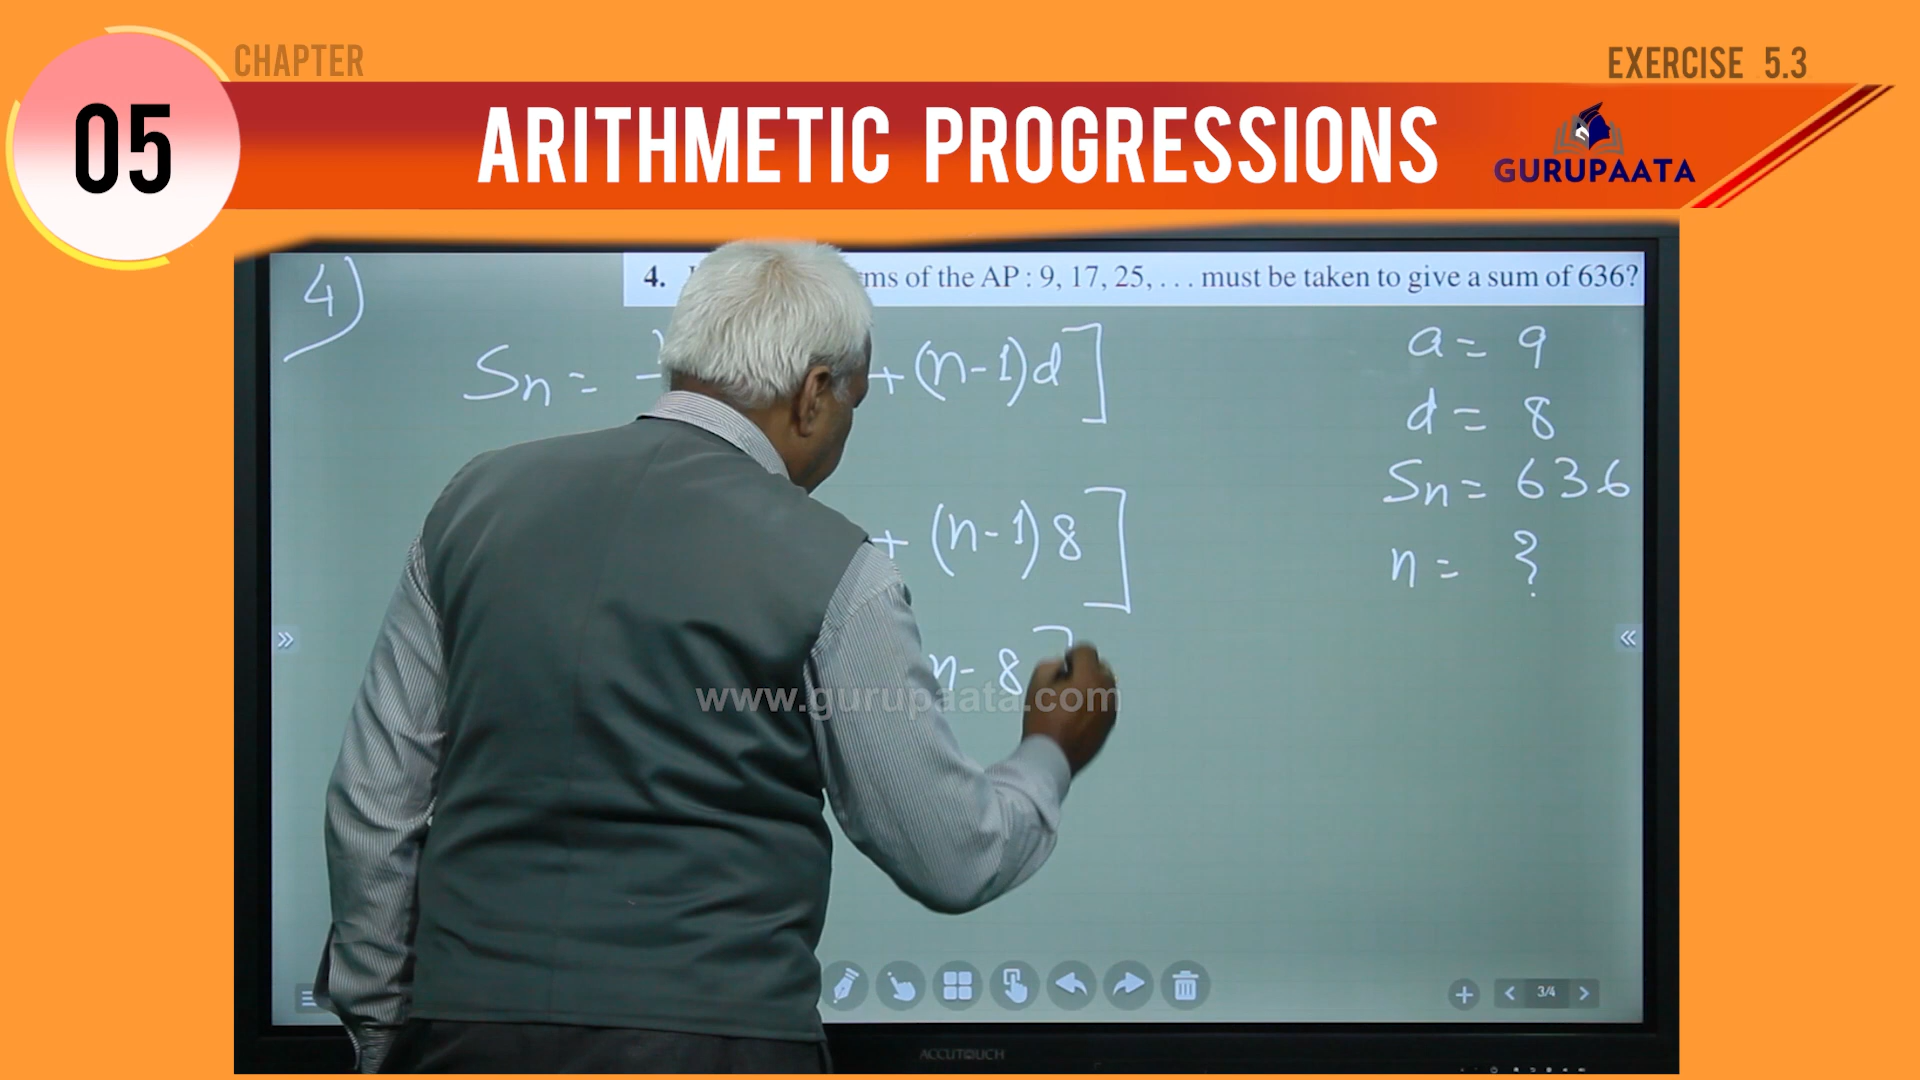 CHAPTER
EXERCISE 5.3
05
ARITHMETIC PROGRESSIONS
GURUPAATA
4)
4. of the AP : 9, 17, 25, . . . must be taken to give a sum of 636?
Sn = + (n-1)d]
a = 9
d = 8
Sn = 636
+ (n-1) 8]
n = ?
n - 8]
www.gurupaata.com
3/4
ACCUTOUCH